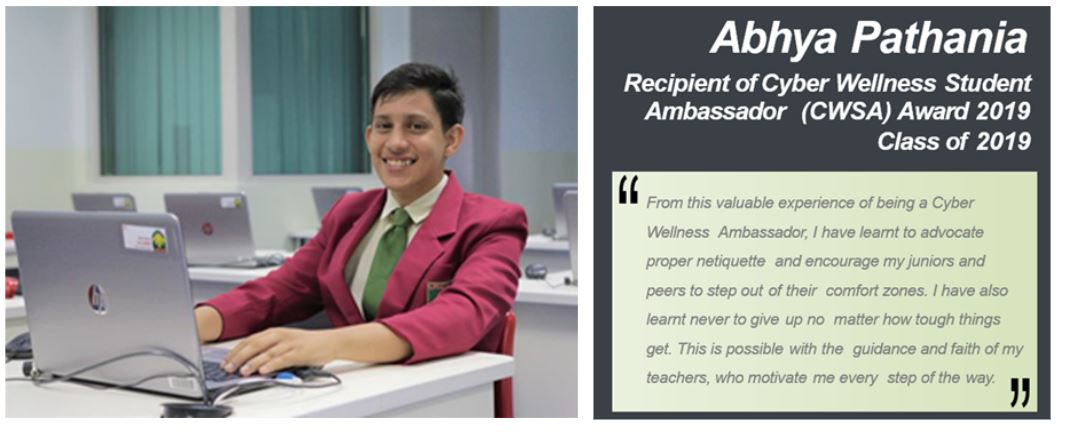 Abhya Pathania
Recipient of Cyber Wellness Student
Ambassador (CWSA) Award 2019
Class of 2019
“ From this valuable experience of being a Cyber
Wellness Ambassador, I have learnt to advocate
proper netiquette and encourage my juniors and
peers to step out of their comfort zones. I have also
learnt never to give up no matter how tough things
get. This is possible with the guidance and faith of my
teachers, who motivate me every step of the way. ”
hp